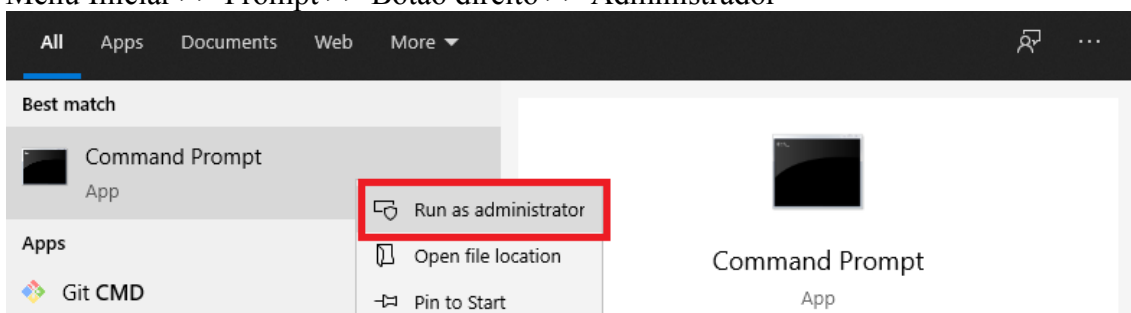 Menu Iniciar >> Prompt >> Botão direito >> Administrador
All Apps Documents Web More
Best match
Command Prompt
App
Run as administrator
Apps
Open file location
Command Prompt
Git CMD
Pin to Start
App